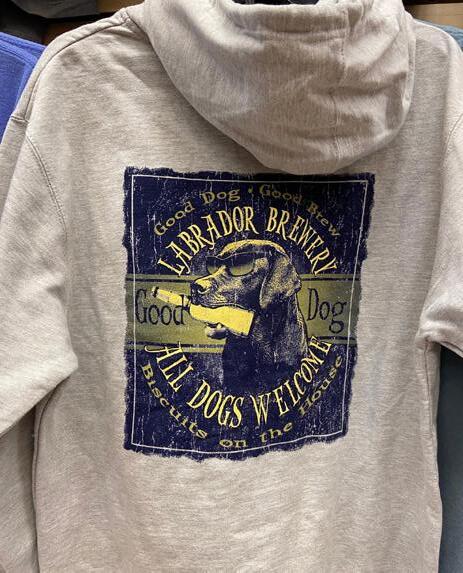 Good Dog • Good Brew
LABRADOR BREWERY
Good Dog
ALL DOGS WELCOME
Biscuits on the House